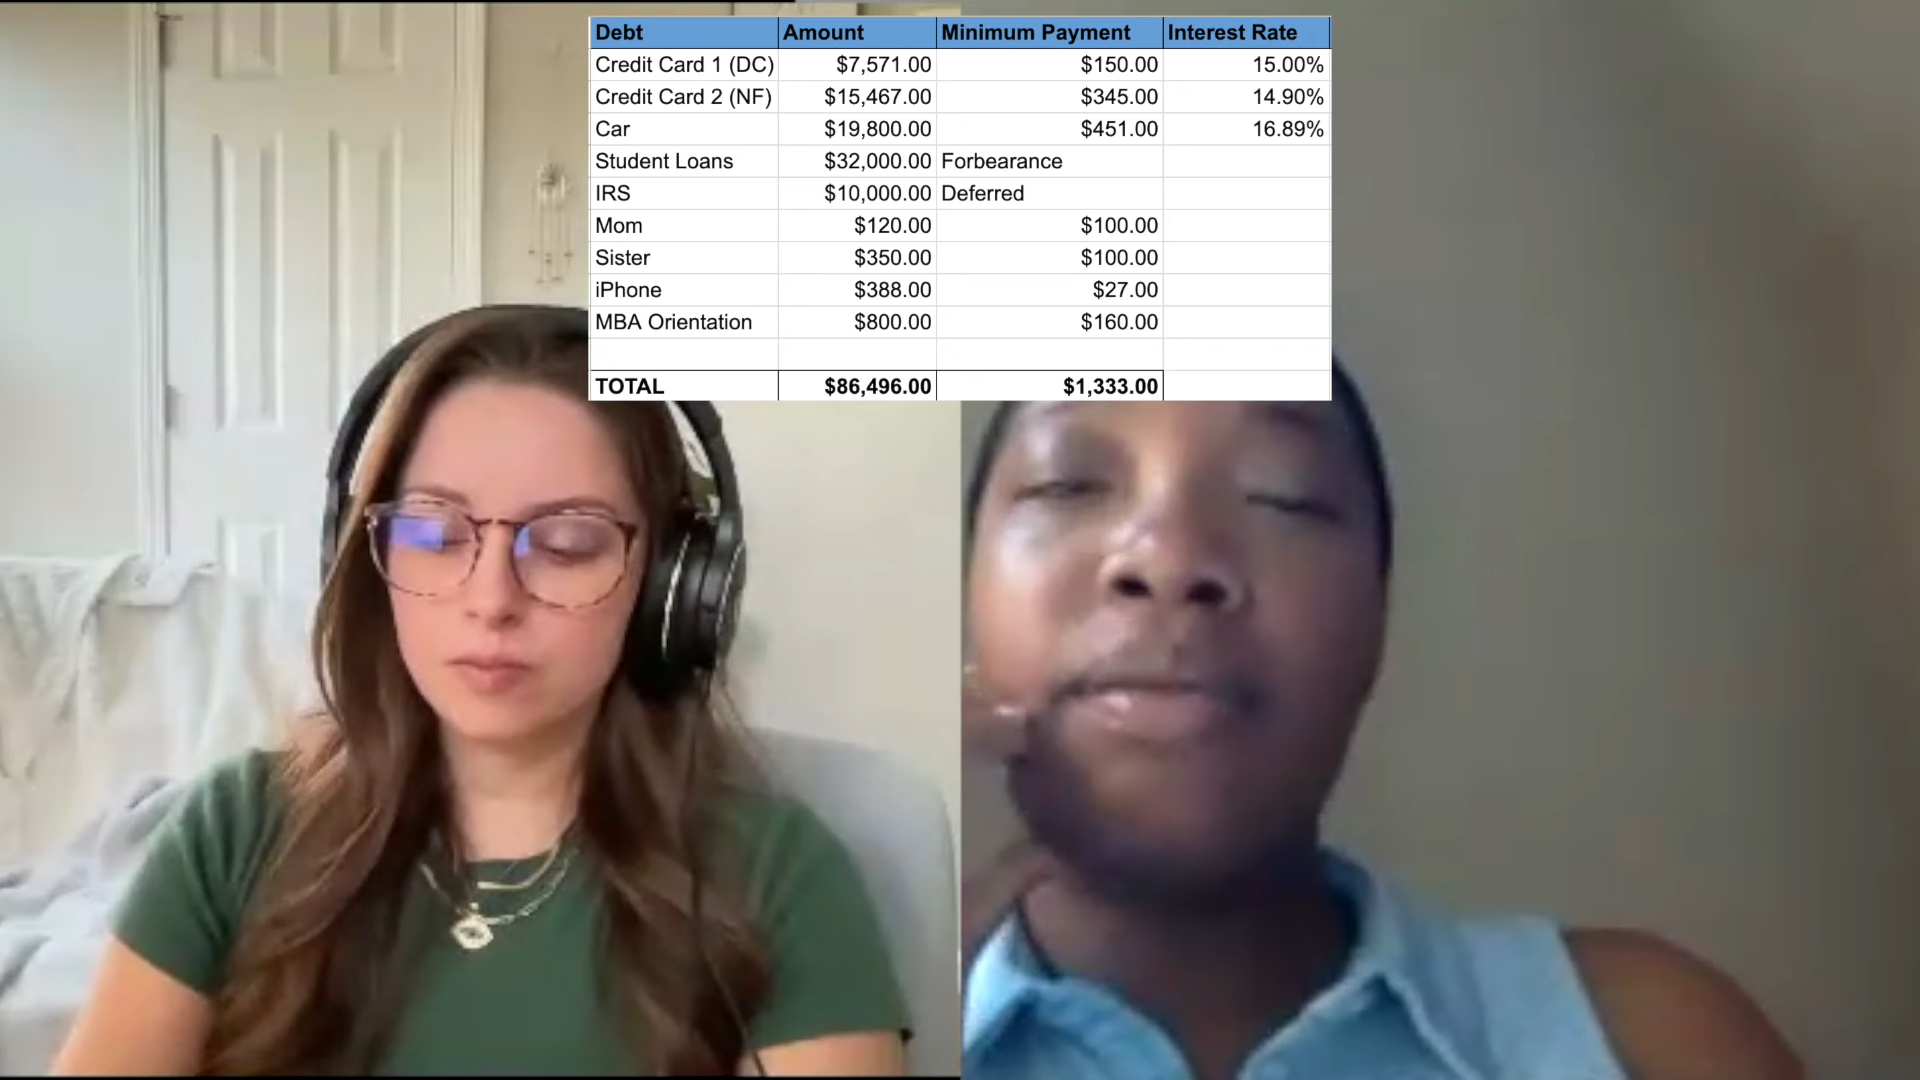 Debt Amount Minimum Payment Interest Rate
Credit Card 1 (DC) $7,571.00 $150.00 15.00%
Credit Card 2 (NF) $15,467.00 $345.00 14.90%
Car $19,800.00 $451.00 16.89%
Student Loans $32,000.00 Forbearance
IRS $10,000.00 Deferred
Mom $120.00 $100.00
Sister $350.00 $100.00
iPhone $388.00 $27.00
MBA Orientation $800.00 $160.00
TOTAL $86,496.00 $1,333.00